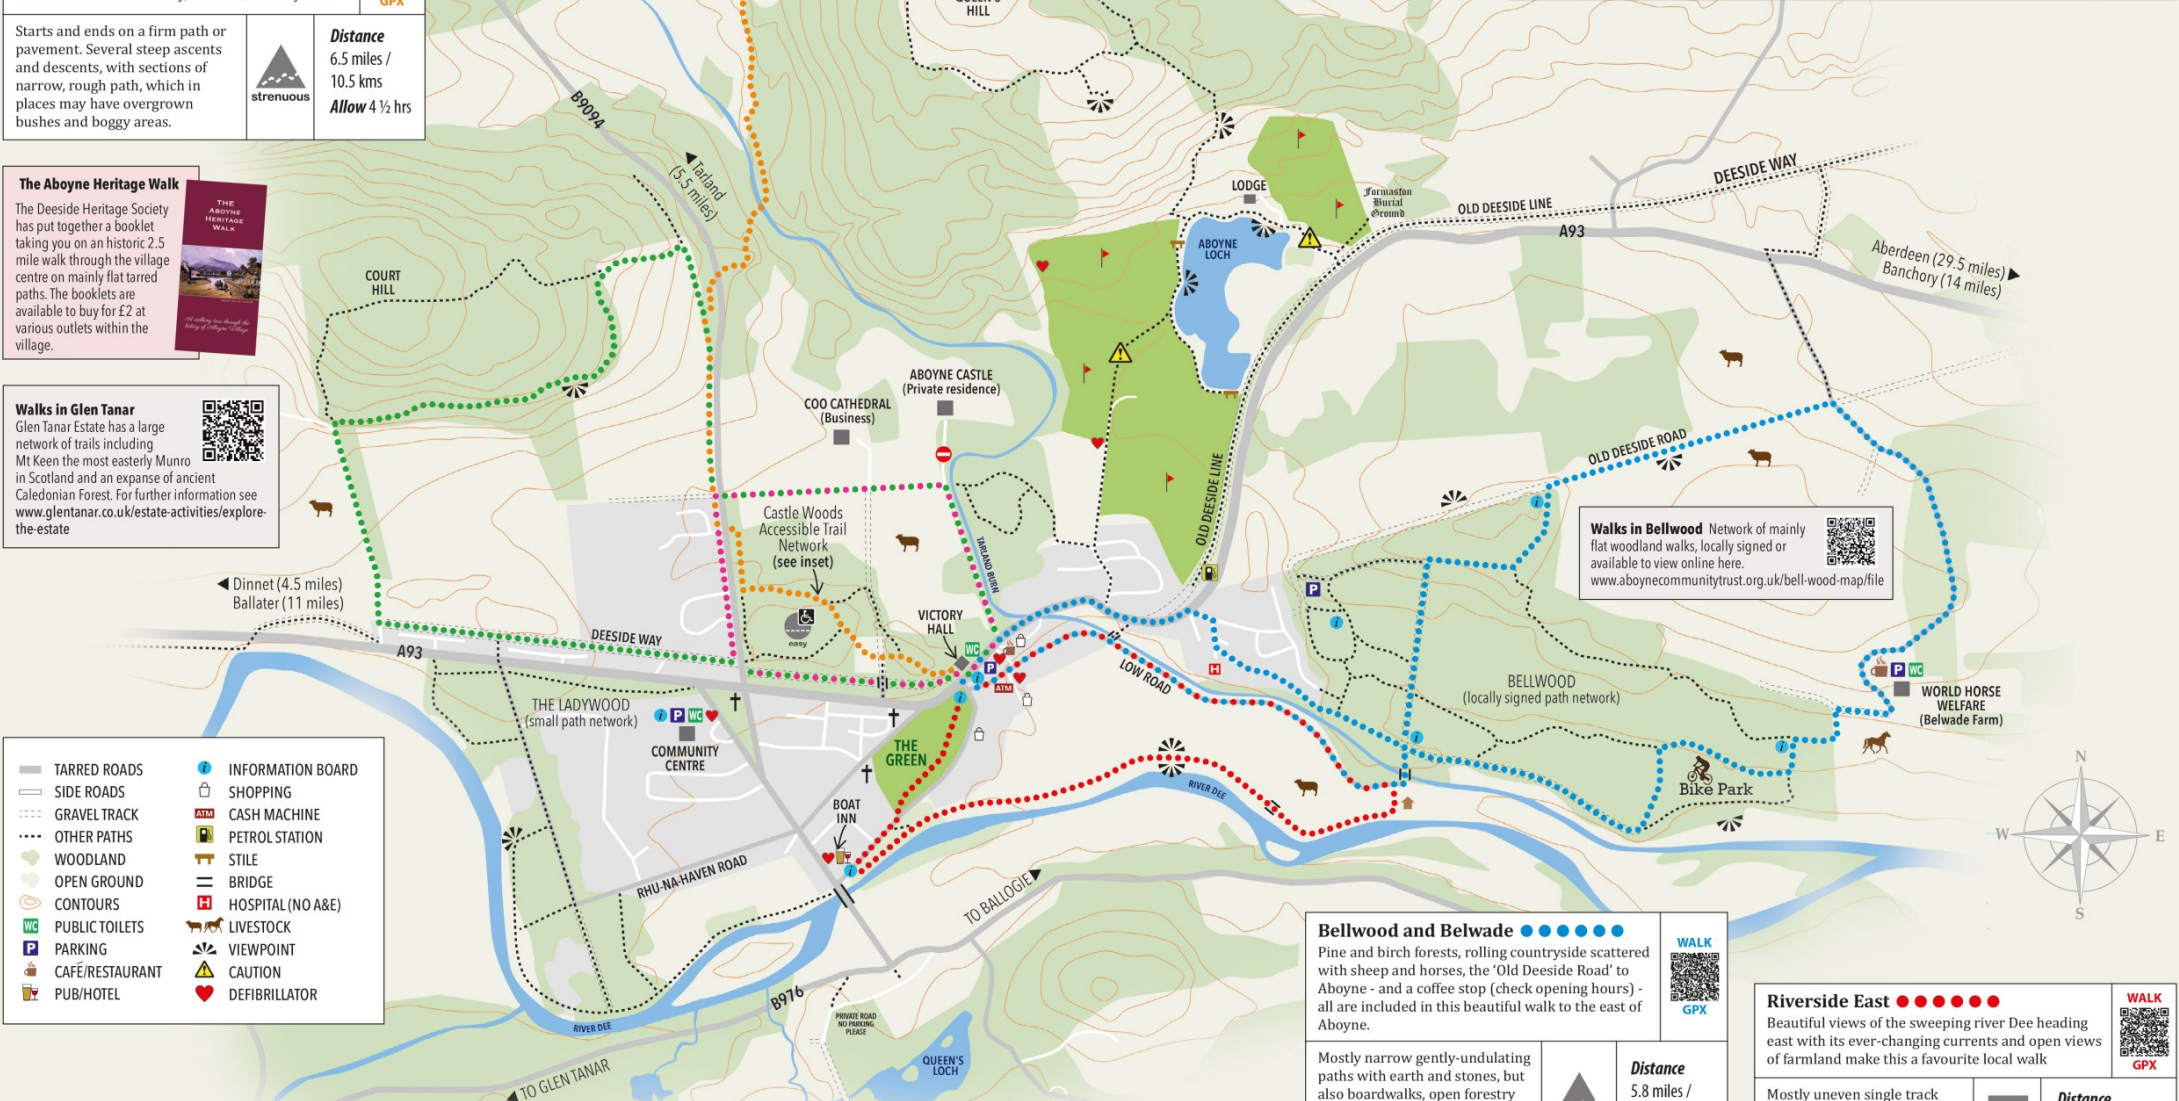 GPX
Starts and ends on a firm path or
pavement. Several steep ascents
and descents, with sections of
narrow, rough path, which in
places may have overgrown
bushes and boggy areas.
strenuous
Distance
6.5 miles /
10.5 kms
Allow 4 ½ hrs
The Aboyne Heritage Walk
The Deeside Heritage Society
has put together a booklet
taking you on an historic 2.5
mile walk through the village
centre on mainly flat tarred
paths. The booklets are
available to buy for £2 at
various outlets within the
village.
THE
ABOYNE
HERITAGE
WALK
Walks in Glen Tanar
Glen Tanar Estate has a large
network of trails including
Mt Keen the most easterly Munro
in Scotland and an expanse of ancient
Caledonian Forest. For further information see
www.glentanar.co.uk/estate-activities/explore-
the-estate
QUEEN'S
HILL
B9094
Tarland
(5.5 miles)
COURT
HILL
LODGE
Formaston
Burial
Ground
ABOYNE
LOCH
OLD DEESIDE LINE
A93
DEESIDE WAY
Aberdeen (29.5 miles)
Banchory (14 miles)
ABOYNE CASTLE
(Private residence)
COO CATHEDRAL
(Business)
OLD DEESIDE LINE
OLD DEESIDE ROAD
Castle Woods
Accessible Trail
Network
(see inset)
easy
TARLAND BURN
Walks in Bellwood Network of mainly
flat woodland walks, locally signed or
available to view online here.
www.aboynecommunitytrust.org.uk/bell-wood-map/file
Dinnet (4.5 miles)
Ballater (11 miles)
A93
DEESIDE WAY
VICTORY
HALL
WC
P
i
ATM
i
LOW ROAD
H
P
i
i
i
i
BELLWOOD
(locally signed path network)
P
WC
WORLD HORSE
WELFARE
(Belwade Farm)
THE LADYWOOD
(small path network)
i
P
WC
COMMUNITY
CENTRE
THE
GREEN
BOAT
INN
i
RIVER DEE
Bike Park
RHU-NA-HAVEN ROAD
TO BALLOGIE
B976
PRIVATE ROAD
NO PARKING
PLEASE
RIVER DEE
QUEEN'S
LOCH
TO GLEN TANAR
N
W
E
S
TARRED ROADS
SIDE ROADS
GRAVEL TRACK
OTHER PATHS
WOODLAND
OPEN GROUND
CONTOURS
WC PUBLIC TOILETS
P PARKING
CAFÉ/RESTAURANT
PUB/HOTEL
i INFORMATION BOARD
SHOPPING
ATM CASH MACHINE
PETROL STATION
STILE
BRIDGE
H HOSPITAL (NO A&E)
LIVESTOCK
VIEWPOINT
CAUTION
DEFIBRILLATOR
Bellwood and Belwade
Pine and birch forests, rolling countryside scattered
with sheep and horses, the 'Old Deeside Road' to
Aboyne - and a coffee stop (check opening hours) -
all are included in this beautiful walk to the east of
Aboyne.
WALK
GPX
Mostly narrow gently-undulating
paths with earth and stones, but
also boardwalks, open forestry
Distance
5.8 miles /
Riverside East
Beautiful views of the sweeping river Dee heading
east with its ever-changing currents and open views
of farmland make this a favourite local walk
WALK
GPX
Mostly uneven single track
Distance